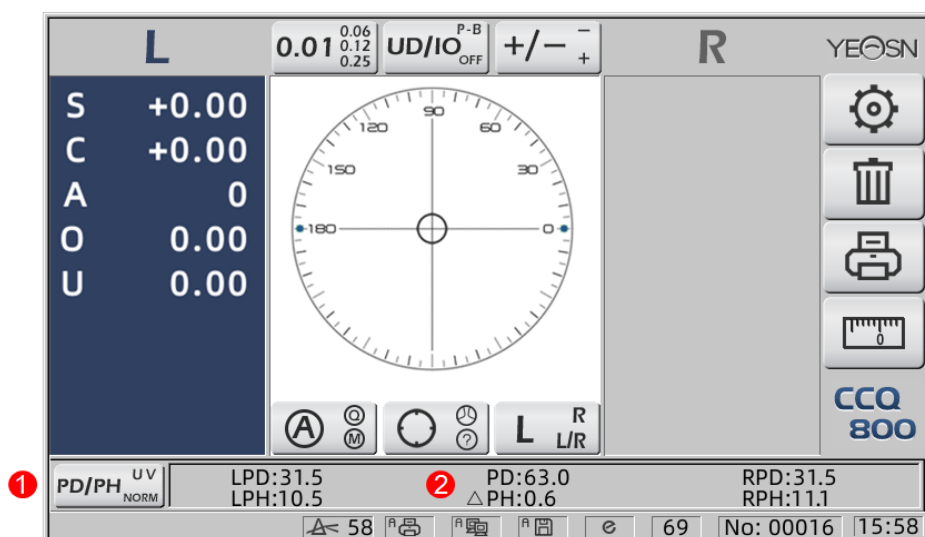 L
0.01 0.06
0.12
0.25
UD/IO P-B
OFF
+/− −
+
R
YEOSN
S +0.00
C +0.00
A 0
O 0.00
U 0.00
90
120
60
150
30
180
0
0
A Q
M
?
L R
L/R
CCQ
800
1
PD/PH UV
NORM
LPD:31.5
LPH:10.5
2
PD:63.0
△PH:0.6
RPD:31.5
RPH:11.1
A 58
A
A
A
e
69
No: 00016
15:58